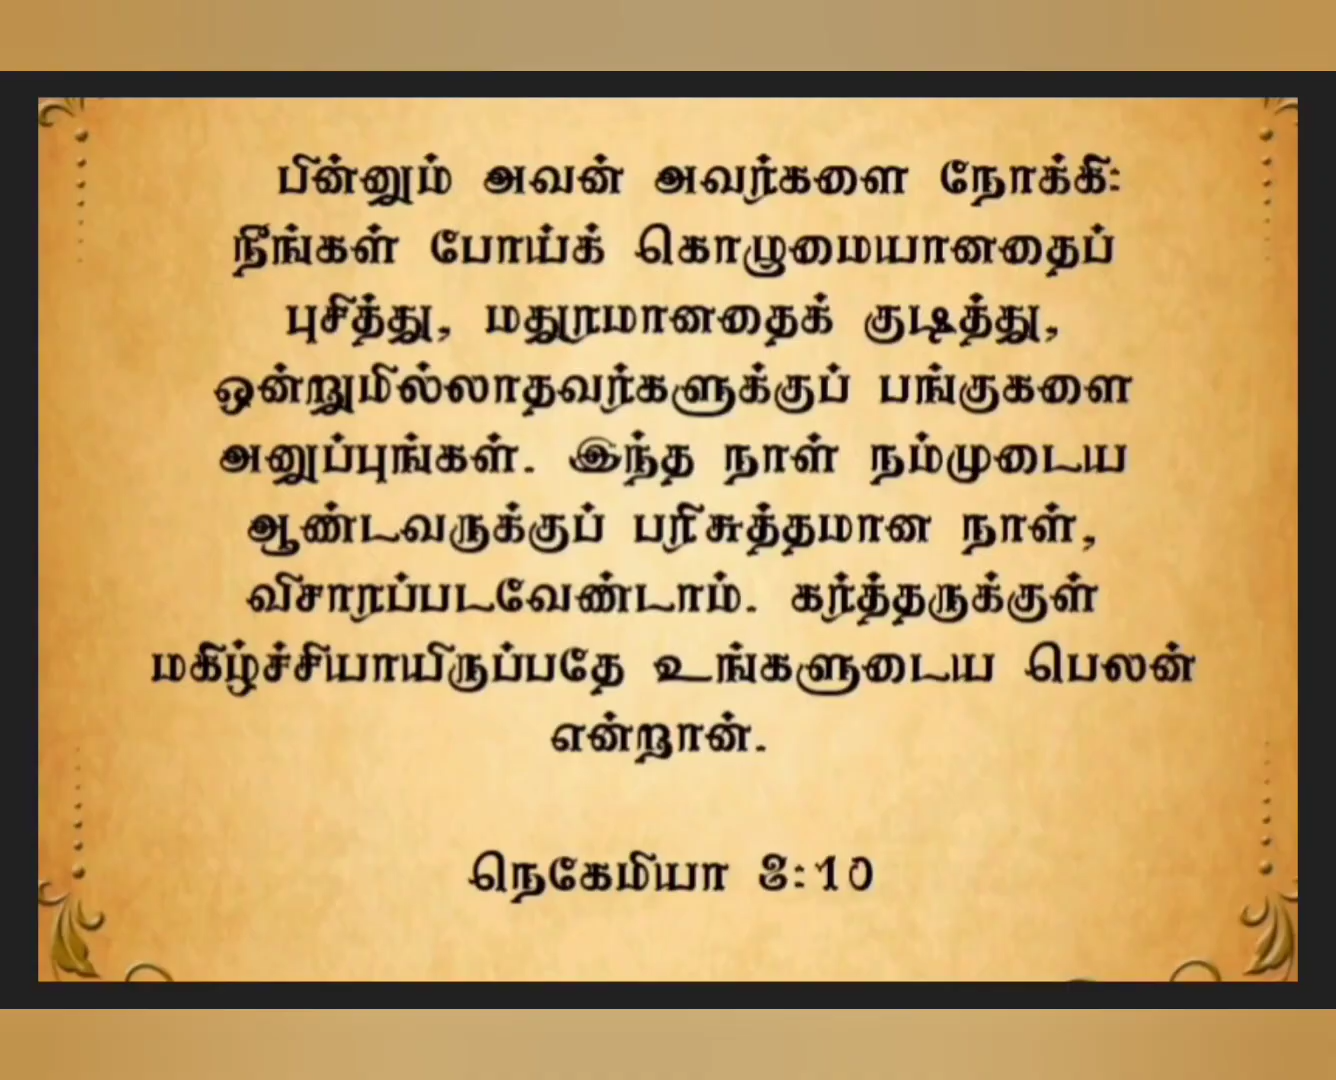 பின்னும் அவன் அவர்களை நோக்கி:
நீங்கள் போய்க் கொழுமையானதைப்
புசித்து, மதுரமானதைக் குடித்து,
ஒன்றுமில்லாதவர்களுக்குப் பங்குகளை
அனுப்புங்கள். இந்த நாள் நம்முடைய
ஆண்டவருக்குப் பரிசுத்தமான நாள்,
விசாரப்படவேண்டாம். கர்த்தருக்குள்
மகிழ்ச்சியாயிருப்பதே உங்களுடைய பெலன்
என்றான்.
நெகேமியா 8:10